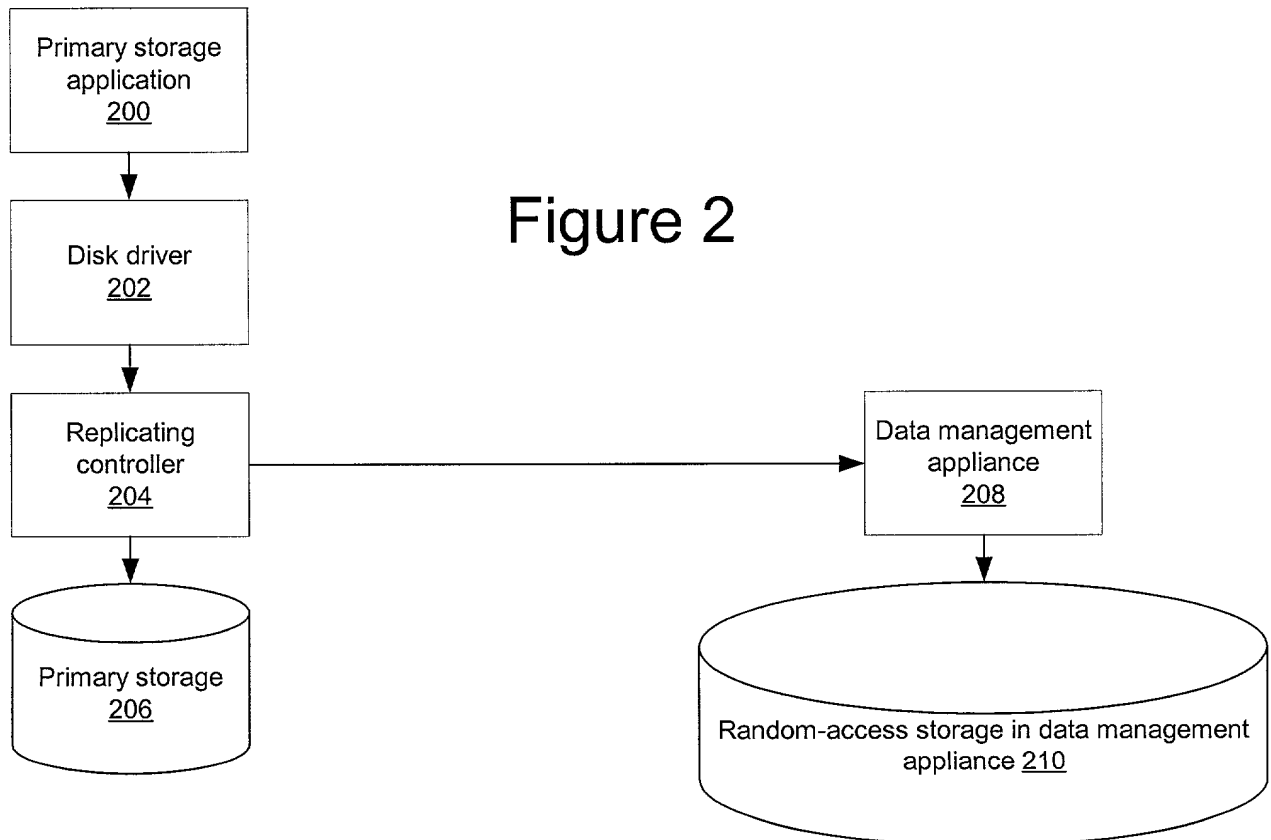 Primary storage
application
200
Figure 2
Disk driver
202
Replicating
controller
204
Data management
appliance
208
Primary storage
206
Random-access storage in data management
appliance 210